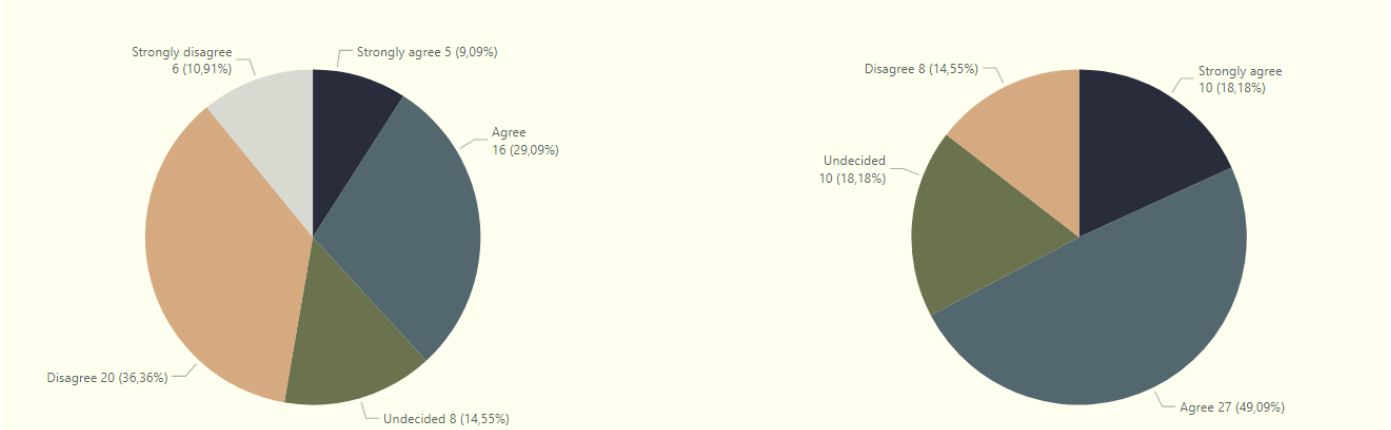 Strongly disagree
6 (10,91%)
Strongly agree 5 (9,09%)
Agree
16 (29,09%)
Disagree 20 (36,36%)
Undecided 8 (14,55%)
Disagree 8 (14,55%)
Strongly agree
10 (18,18%)
Undecided
10 (18,18%)
Agree 27 (49,09%)